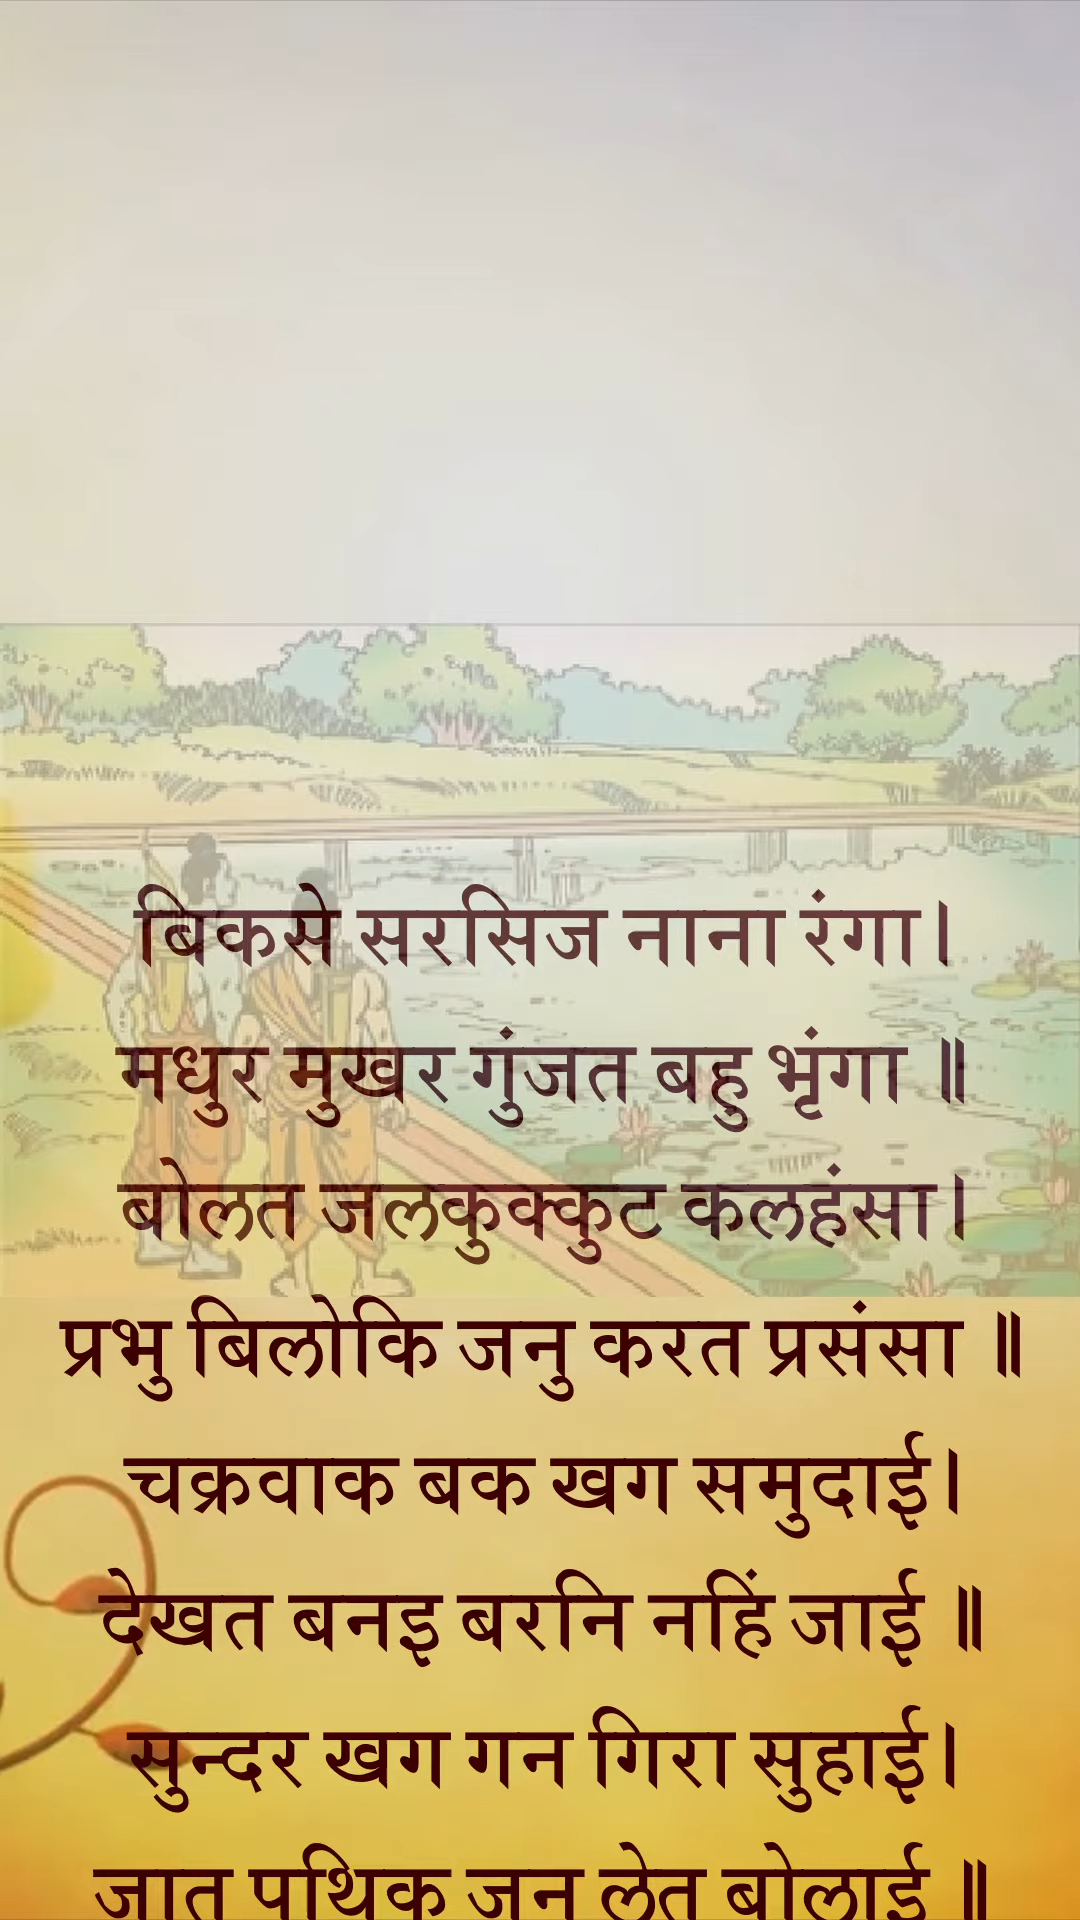 बिकसे सरसिज नाना रंगा।
मधुर मुखर गुंजत बहु भृंगा ॥
बोलत जलकुक्कुट कलहंसा।
प्रभु बिलोकि जनु करत प्रसंसा ॥
चक्रवाक बक खग समुदाई।
देखत बनइ बरनि नहिं जाई ॥
सुन्दर खग गन गिरा सुहाई।
जात पथिक जन लेत बोलाई ॥